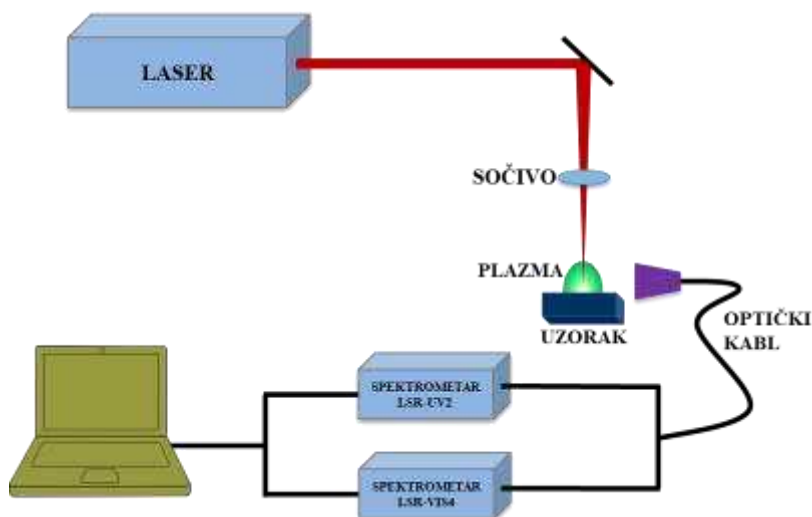 LASER
SOČIVO
PLAZMA
UZORAK
OPTIČKI
KABL
SPEKTROMETAR
LSR-UV2
SPEKTROMETAR
LSR-VIS4